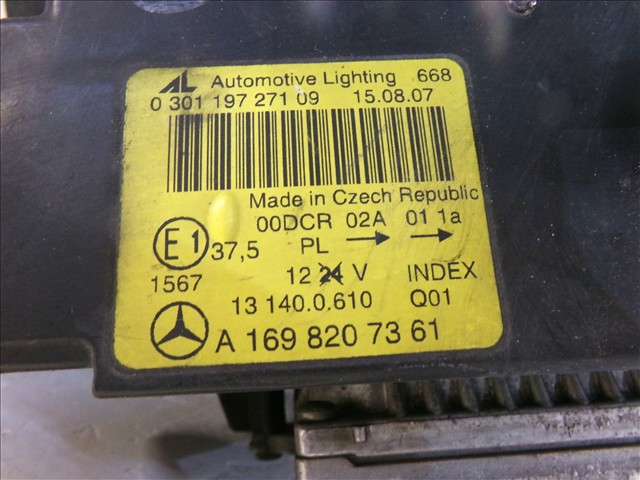 AL Automotive Lighting 668
0 301 197 271 09 15.08.07
Made in Czech Republic
00DCR 02A 01 1a
E1 37,5 PL → →
1567 12 24 V INDEX
13 140.0.610 Q01
A 169 820 73 61